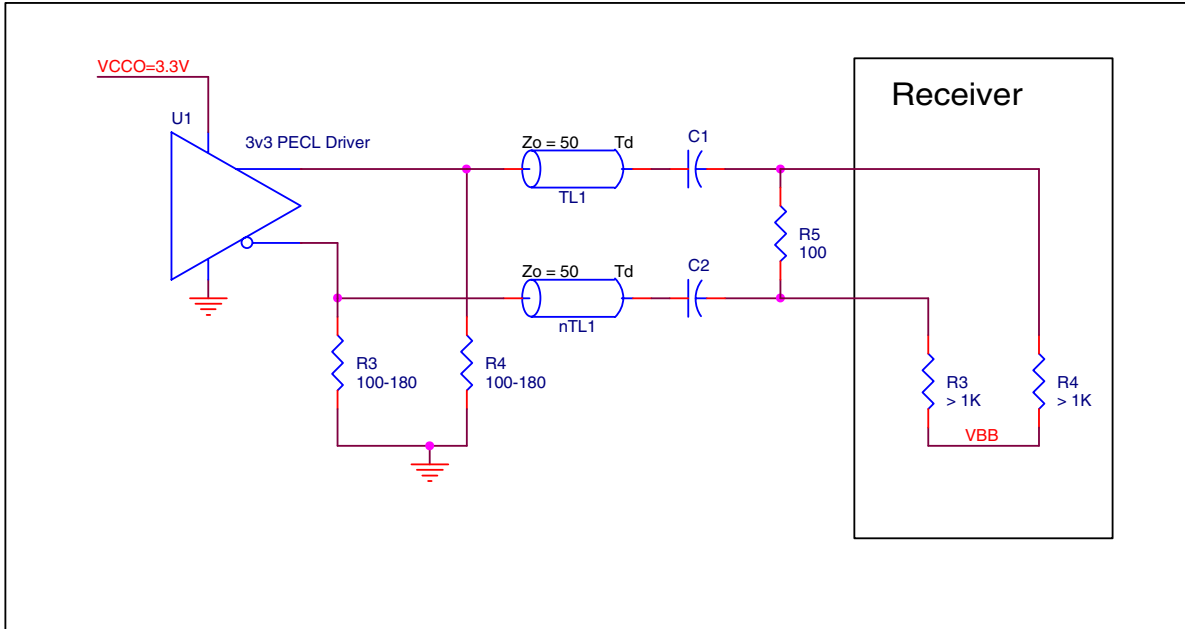 VCCO=3.3V
U1
3v3 PECL Driver
Zo = 50 Td
TL1
C1
Receiver
R5
100
Zo = 50 Td
nTL1
C2
R3
100-180
R4
100-180
R3
> 1K
R4
> 1K
VBB